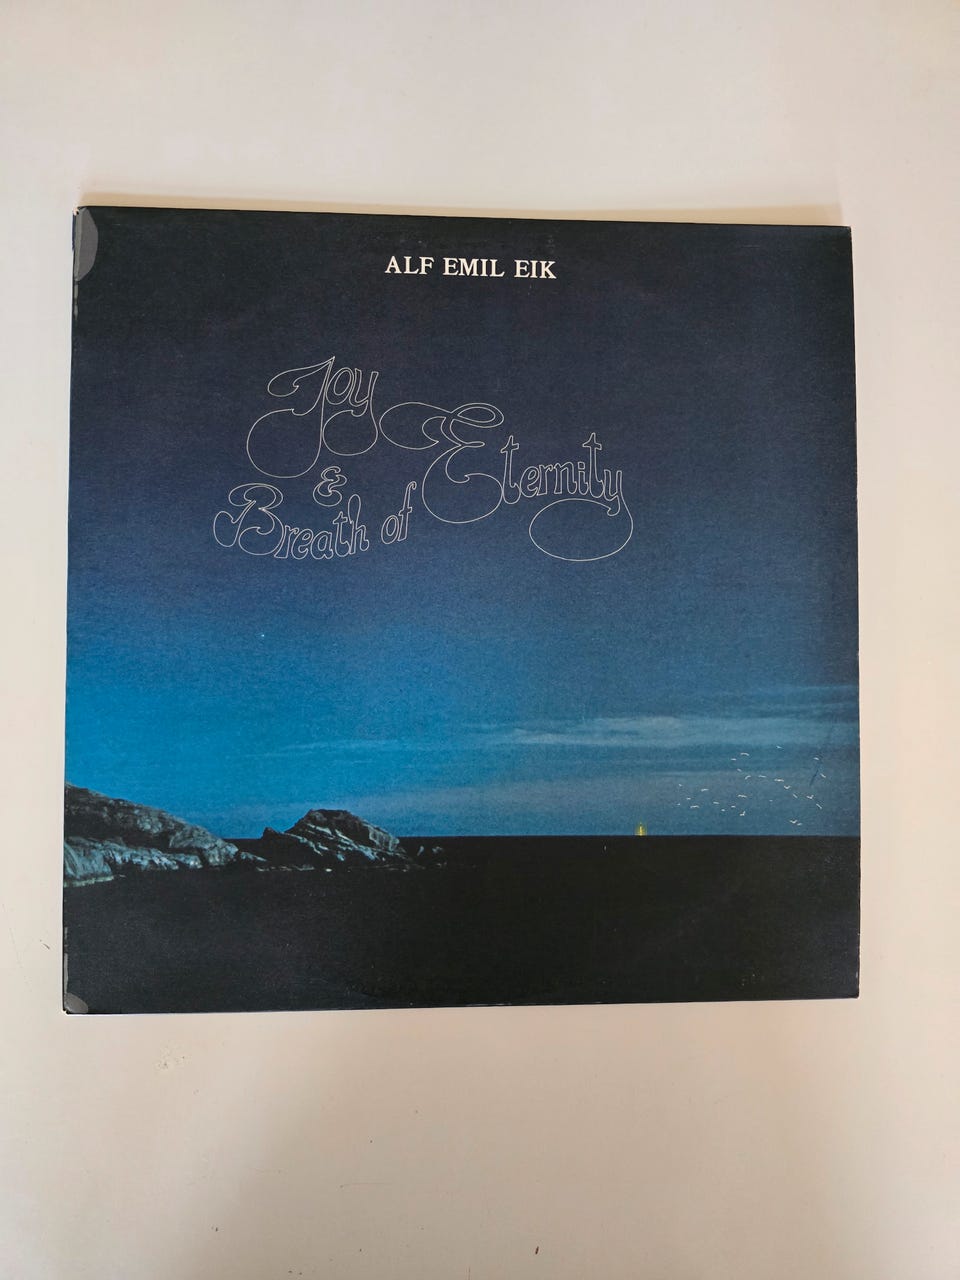 ALF EMIL EIK
Joy
&
Breath of Eternity